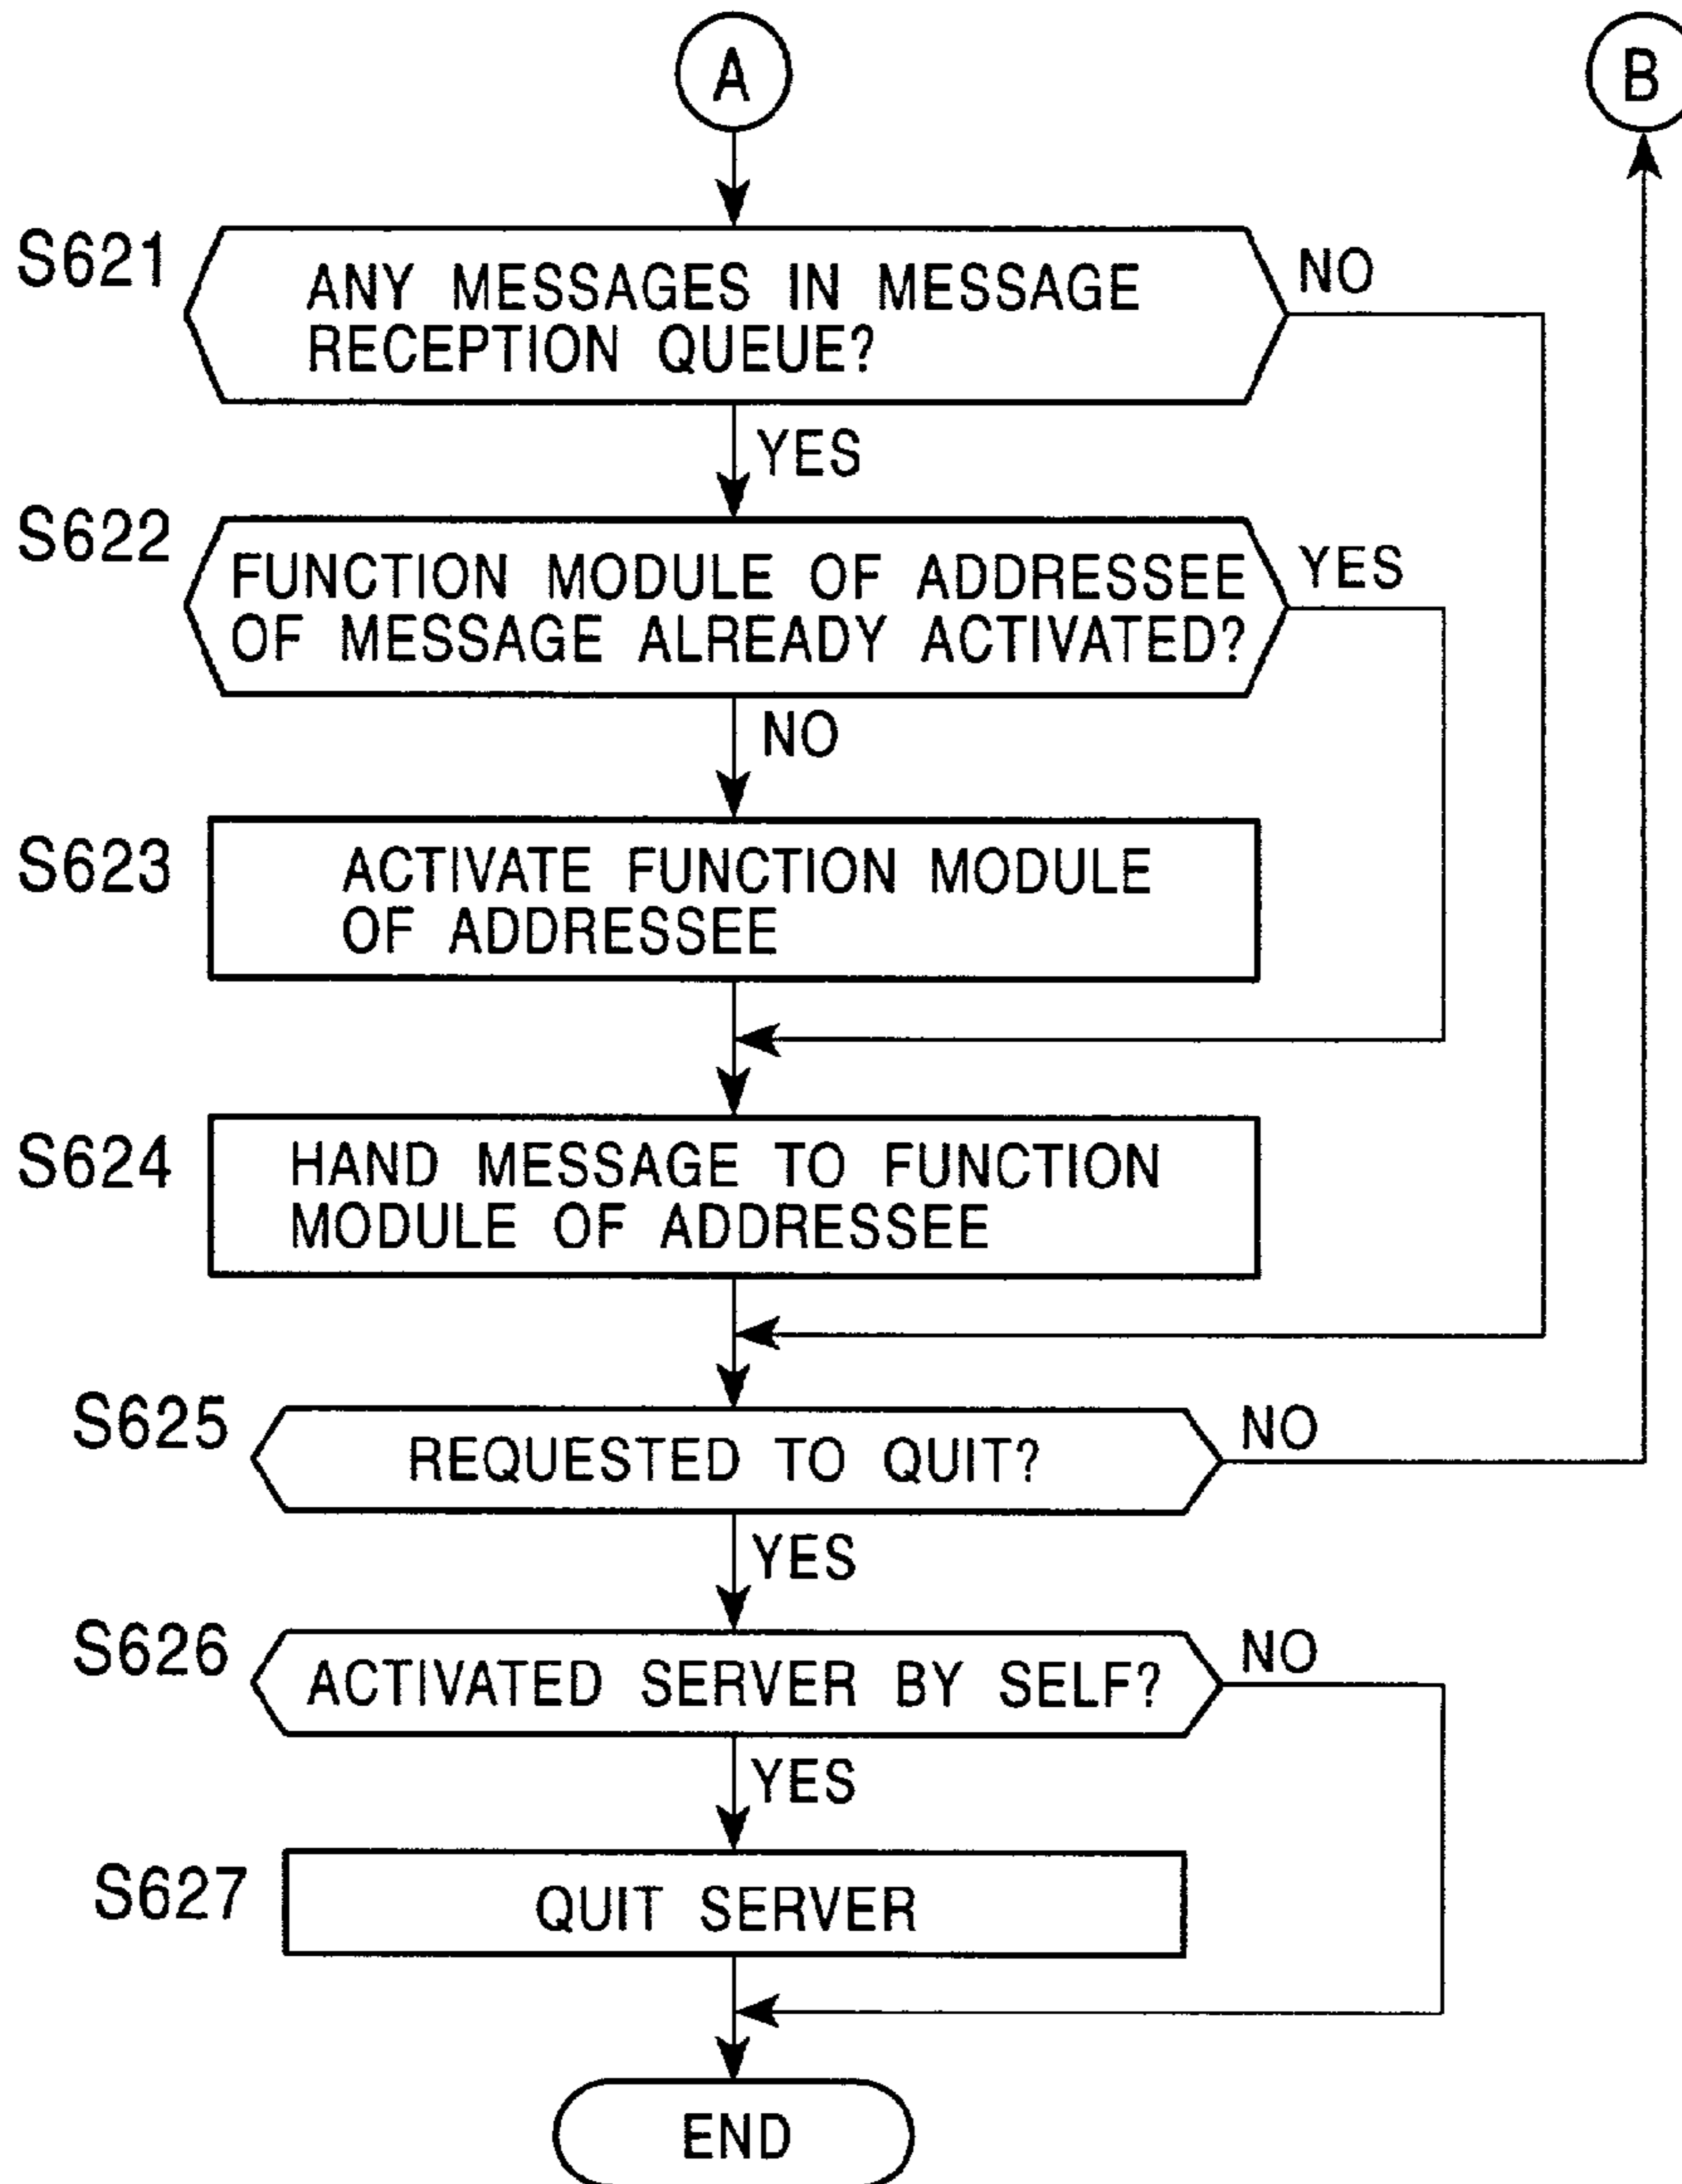 A
B
S621
ANY MESSAGES IN MESSAGE
RECEPTION QUEUE?
NO
YES
S622
FUNCTION MODULE OF ADDRESSEE
OF MESSAGE ALREADY ACTIVATED?
YES
NO
S623
ACTIVATE FUNCTION MODULE
OF ADDRESSEE
S624
HAND MESSAGE TO FUNCTION
MODULE OF ADDRESSEE
S625
REQUESTED TO QUIT?
NO
YES
S626
ACTIVATED SERVER BY SELF?
NO
YES
S627
QUIT SERVER
END